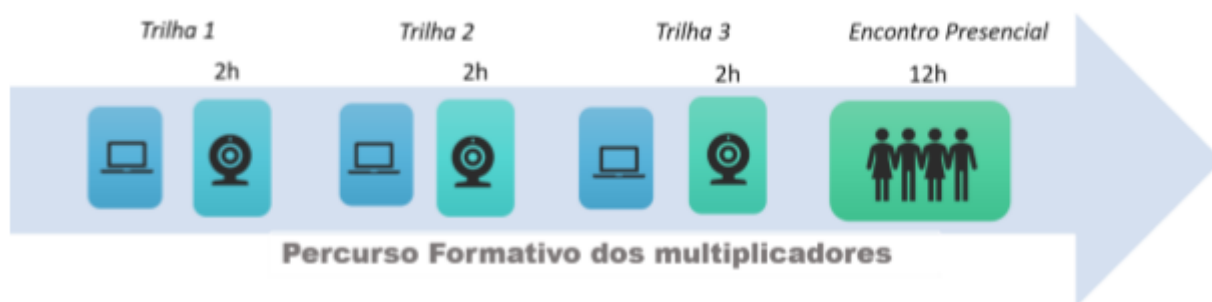 Trilha 1
Trilha 2
Trilha 3
Encontro Presencial
2h
2h
2h
12h
Percurso Formativo dos multiplicadores